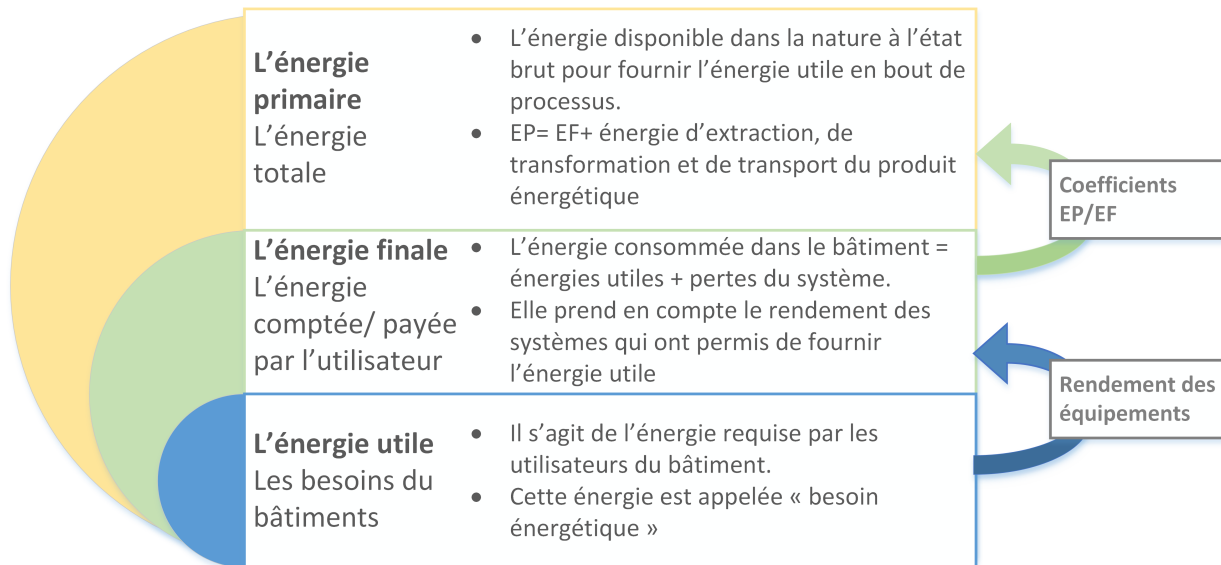 L’énergie
primaire
L’énergie
totale
• L’énergie disponible dans la nature à l’état
brut pour fournir l’énergie utile en bout de
processus.
• EP= EF+ énergie d’extraction, de
transformation et de transport du produit
énergétique
Coefficients
EP/EF
L’énergie finale
L’énergie
comptée/ payée
par l’utilisateur
• L’énergie consommée dans le bâtiment =
énergies utiles + pertes du système.
• Elle prend en compte le rendement des
systèmes qui ont permis de fournir
l’énergie utile
Rendement des
équipements
L’énergie utile
Les besoins du
bâtiments
• Il s’agit de l’énergie requise par les
utilisateurs du bâtiment.
• Cette énergie est appelée « besoin
énergétique »